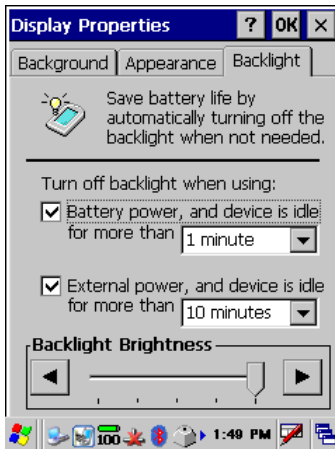 Display Properties ? OK ×
Background Appearance Backlight
Save battery life by
automatically turning off the
backlight when not needed.
Turn off backlight when using:
Battery power, and device is idle
for more than 1 minute
External power, and device is idle
for more than 10 minutes
Backlight Brightness
100 1:49 PM